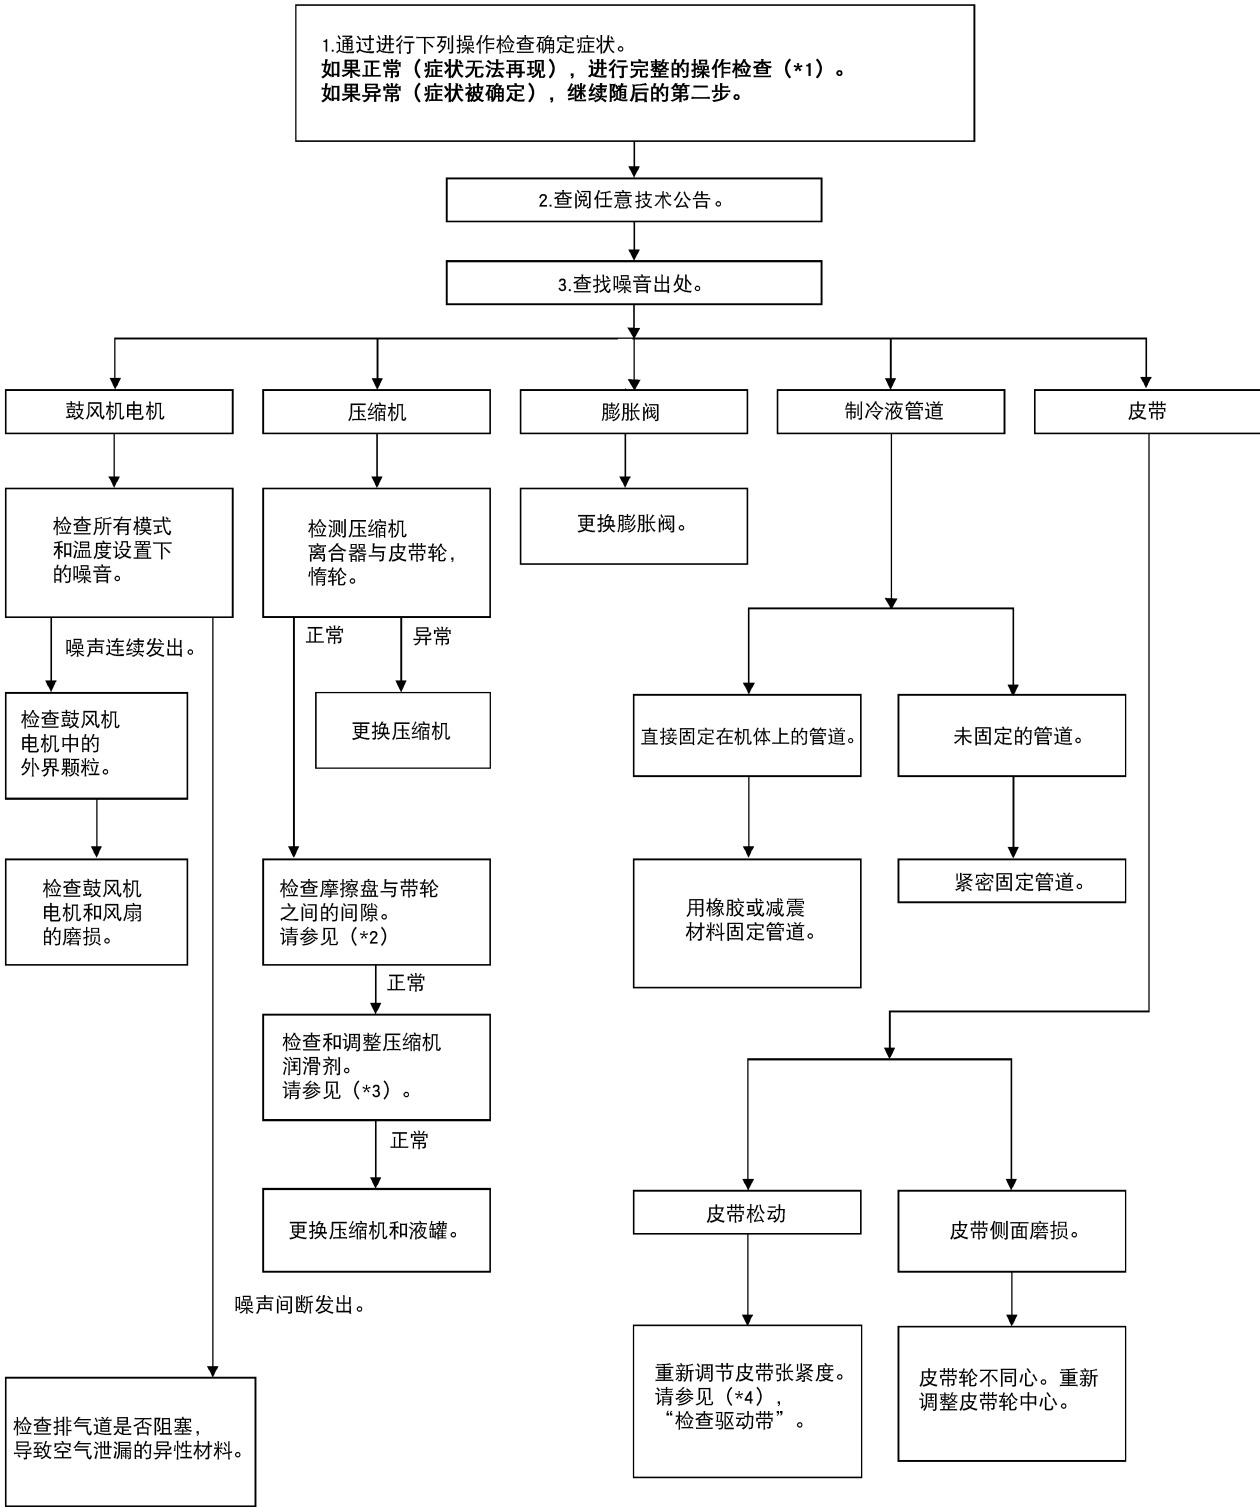 1.通过进行下列操作检查确定症状。
如果正常（症状无法再现），进行完整的操作检查（*1）。
如果异常（症状被确定），继续随后的第二步。
2.查阅任意技术公告。
3.查找噪音出处。
鼓风机电机
压缩机
膨胀阀
制冷液管道
皮带
检查所有模式
和温度设置下
的噪音。
检测压缩机
离合器与皮带轮，
惰轮。
更换膨胀阀。
噪声连续发出。
正常
异常
检查鼓风机
电机中的
外界颗粒。
更换压缩机
直接固定在机体上的管道。
未固定的管道。
检查鼓风机
电机和风扇
的磨损。
检查摩擦盘与带轮
之间的间隙。
请参见（*2）
用橡胶或减震
材料固定管道。
紧密固定管道。
正常
检查和调整压缩机
润滑剂。
请参见（*3）。
正常
更换压缩机和液罐。
皮带松动
皮带侧面磨损。
噪声间断发出。
检查排气道是否阻塞，
导致空气泄漏的异性材料。
重新调节皮带张紧度。
请参见（*4），
“检查驱动带”。
皮带轮不同心。重新
调整皮带轮中心。